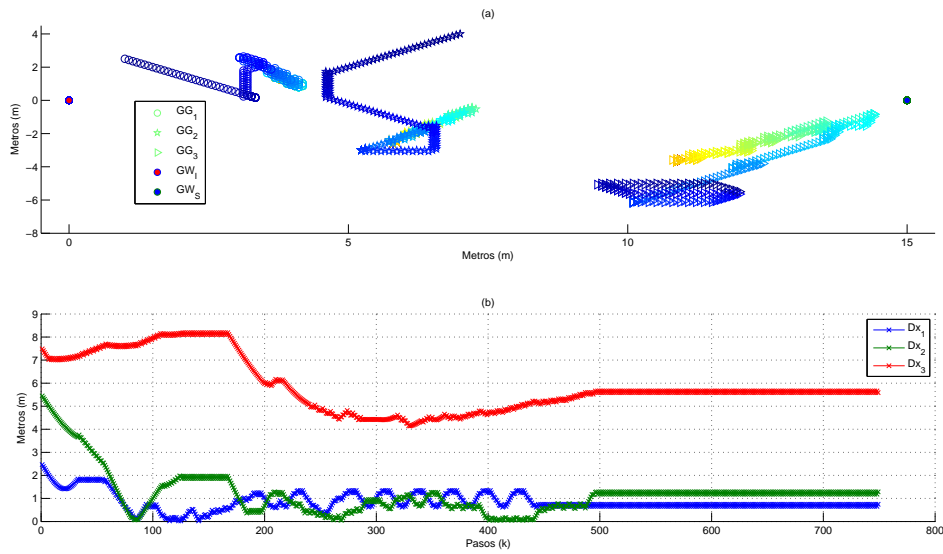 (a)
4
2
0
−2
−4
−6
−8
Metros (m)
GG1
GG2
GG3
GWI
GWS
0
5
10
15
Metros (m)
(b)
9
8
7
6
5
4
3
2
1
0
Metros (m)
Dx1
Dx2
Dx3
0
100
200
300
400
500
600
700
800
Pasos (k)